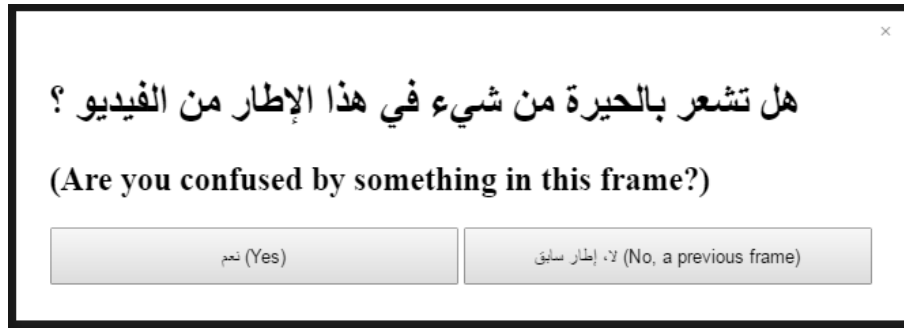 ×
هل تشعر بالحيرة من شيء في هذا الإطار من الفيديو ؟
(Are you confused by something in this frame?)
نعم (Yes)
لا، إطار سابق (No, a previous frame)